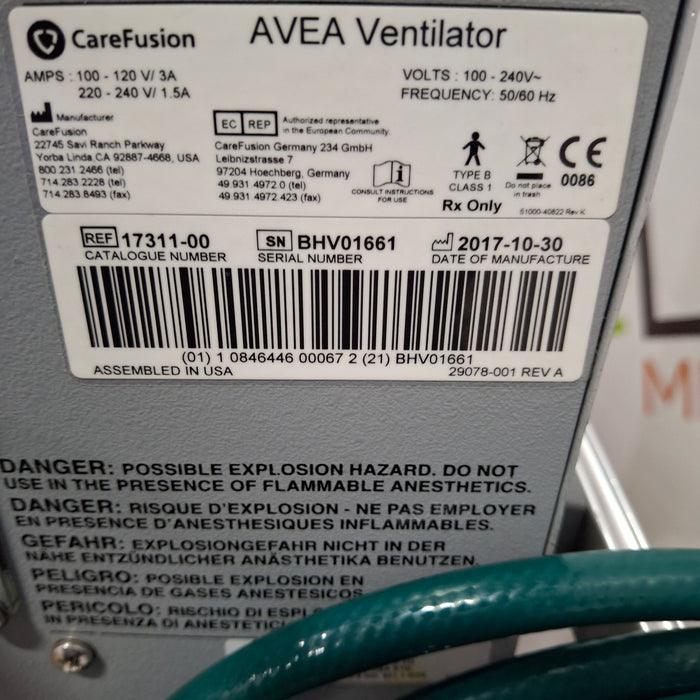 CareFusion
AVEA Ventilator
AMPS : 100 - 120 V/ 3A
220 - 240 V/ 1.5A
VOLTS : 100 - 240V~
FREQUENCY: 50/60 Hz
Manufacturer
CareFusion
22745 Savi Ranch Parkway
Yorba Linda,CA 92887-4668, USA
800.231.2466 (tel)
714.283.2228 (tel)
714.283.8493 (fax)
EC REP
Authorized representative
in the European Community.
CareFusion Germany 234 GmbH
Leibnizstrasse 7
97204 Hoechberg, Germany
49.931.4972.0 (tel)
49.931.4972.423 (fax)
CONSULT INSTRUCTIONS
FOR USE
TYPE B
CLASS 1
Rx Only
Do not place
in trash
CE
0086
51000-40822 Rev K
REF 17311-00
CATALOGUE NUMBER
SN BHV01661
SERIAL NUMBER
2017-10-30
DATE OF MANUFACTURE
(01) 1 0846446 00067 2 (21) BHV01661
ASSEMBLED IN USA
29078-001 REV A
DANGER: POSSIBLE EXPLOSION HAZARD. DO NOT
USE IN THE PRESENCE OF FLAMMABLE ANESTHETICS.
DANGER: RISQUE D'EXPLOSION - NE PAS EMPLOYER
EN PRESENCE D'ANESTHESIQUES INFLAMMABLES.
GEFAHR: EXPLOSIONGEFAHR NICHT IN DER
NÄHE ENTZÜNDLICHER ANÄSTHETIKA BENUTZEN.
PELIGRO: POSIBLE EXPLOSION EN
PRESENCIA DE GASES ANESTESICOS
PERICOLO: RISCHIO DI
IN PRESENZA DI